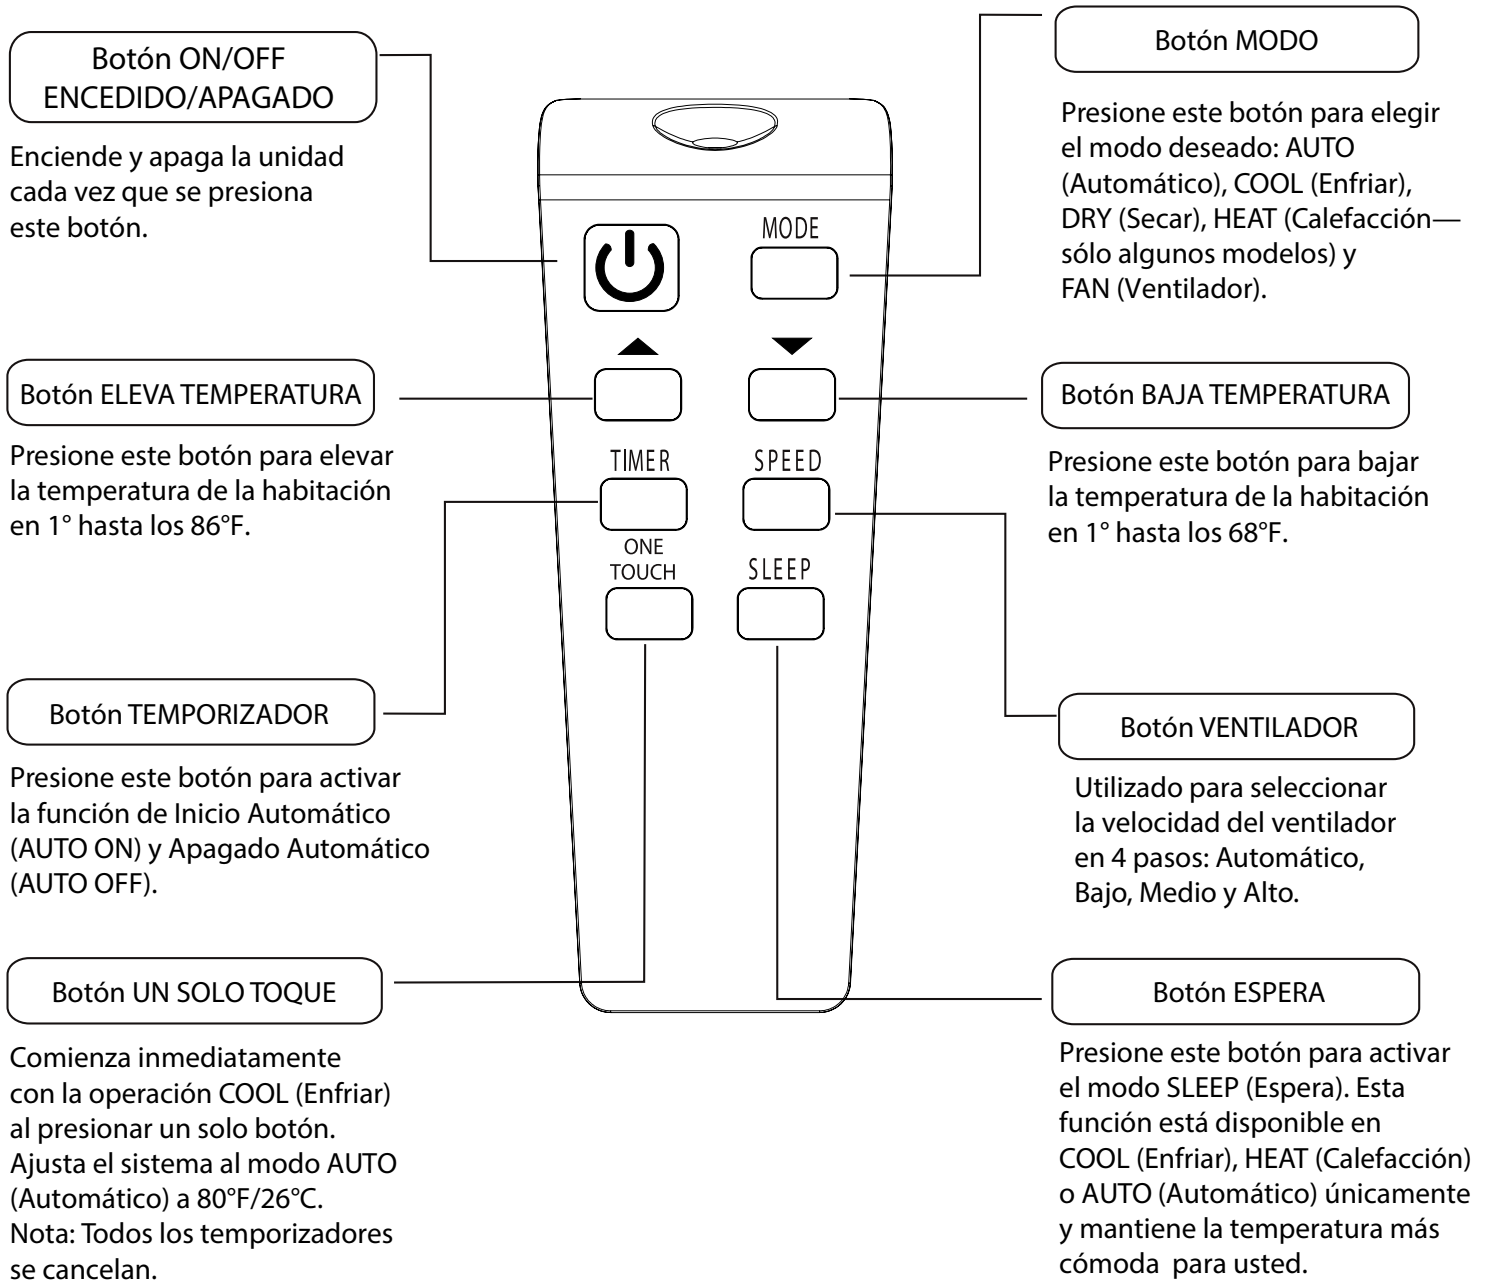 Botón ON/OFF
ENCEDIDO/APAGADO
Enciende y apaga la unidad
cada vez que se presiona
este botón.
Botón MODO
Presione este botón para elegir
el modo deseado: AUTO
(Automático), COOL (Enfriar),
DRY (Secar), HEAT (Calefacción—
sólo algunos modelos) y
FAN (Ventilador).
MODE
Botón ELEVA TEMPERATURA
Presione este botón para elevar
la temperatura de la habitación
en 1° hasta los 86°F.
Botón BAJA TEMPERATURA
Presione este botón para bajar
la temperatura de la habitación
en 1° hasta los 68°F.
TIMER
SPEED
ONE
TOUCH
SLEEP
Botón TEMPORIZADOR
Presione este botón para activar
la función de Inicio Automático
(AUTO ON) y Apagado Automático
(AUTO OFF).
Botón VENTILADOR
Utilizado para seleccionar
la velocidad del ventilador
en 4 pasos: Automático,
Bajo, Medio y Alto.
Botón UN SOLO TOQUE
Comienza inmediatamente
con la operación COOL (Enfriar)
al presionar un solo botón.
Ajusta el sistema al modo AUTO
(Automático) a 80°F/26°C.
Nota: Todos los temporizadores
se cancelan.
Botón ESPERA
Presione este botón para activar
el modo SLEEP (Espera). Esta
función está disponible en
COOL (Enfriar), HEAT (Calefacción)
o AUTO (Automático) únicamente
y mantiene la temperatura más
cómoda  para usted.